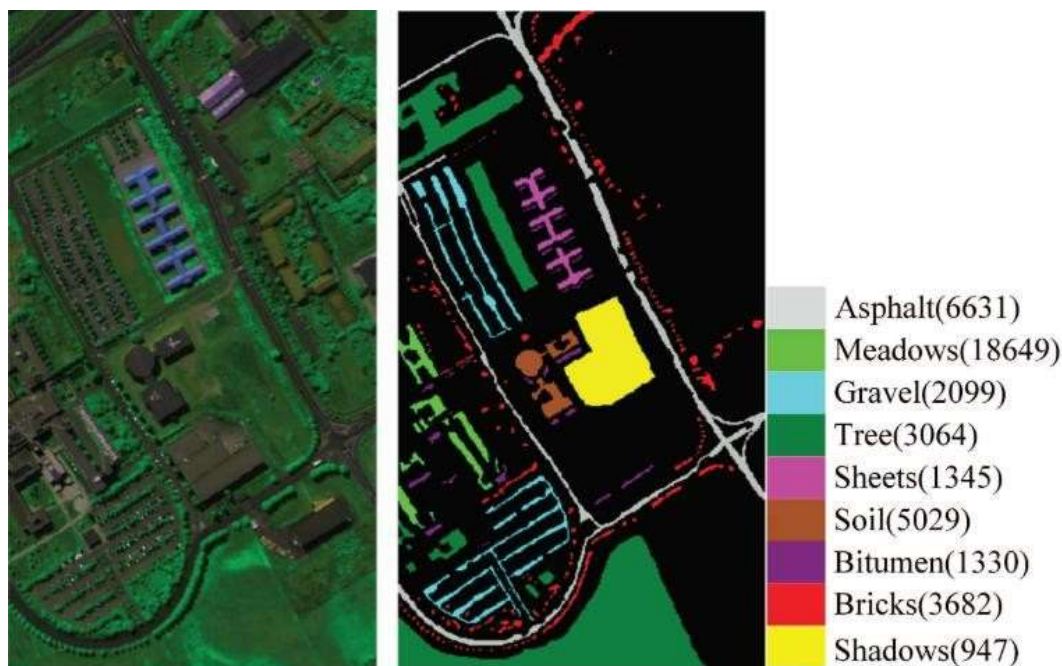 Asphalt(6631)
Meadows(18649)
Gravel(2099)
Tree(3064)
Sheets(1345)
Soil(5029)
Bitumen(1330)
Bricks(3682)
Shadows(947)